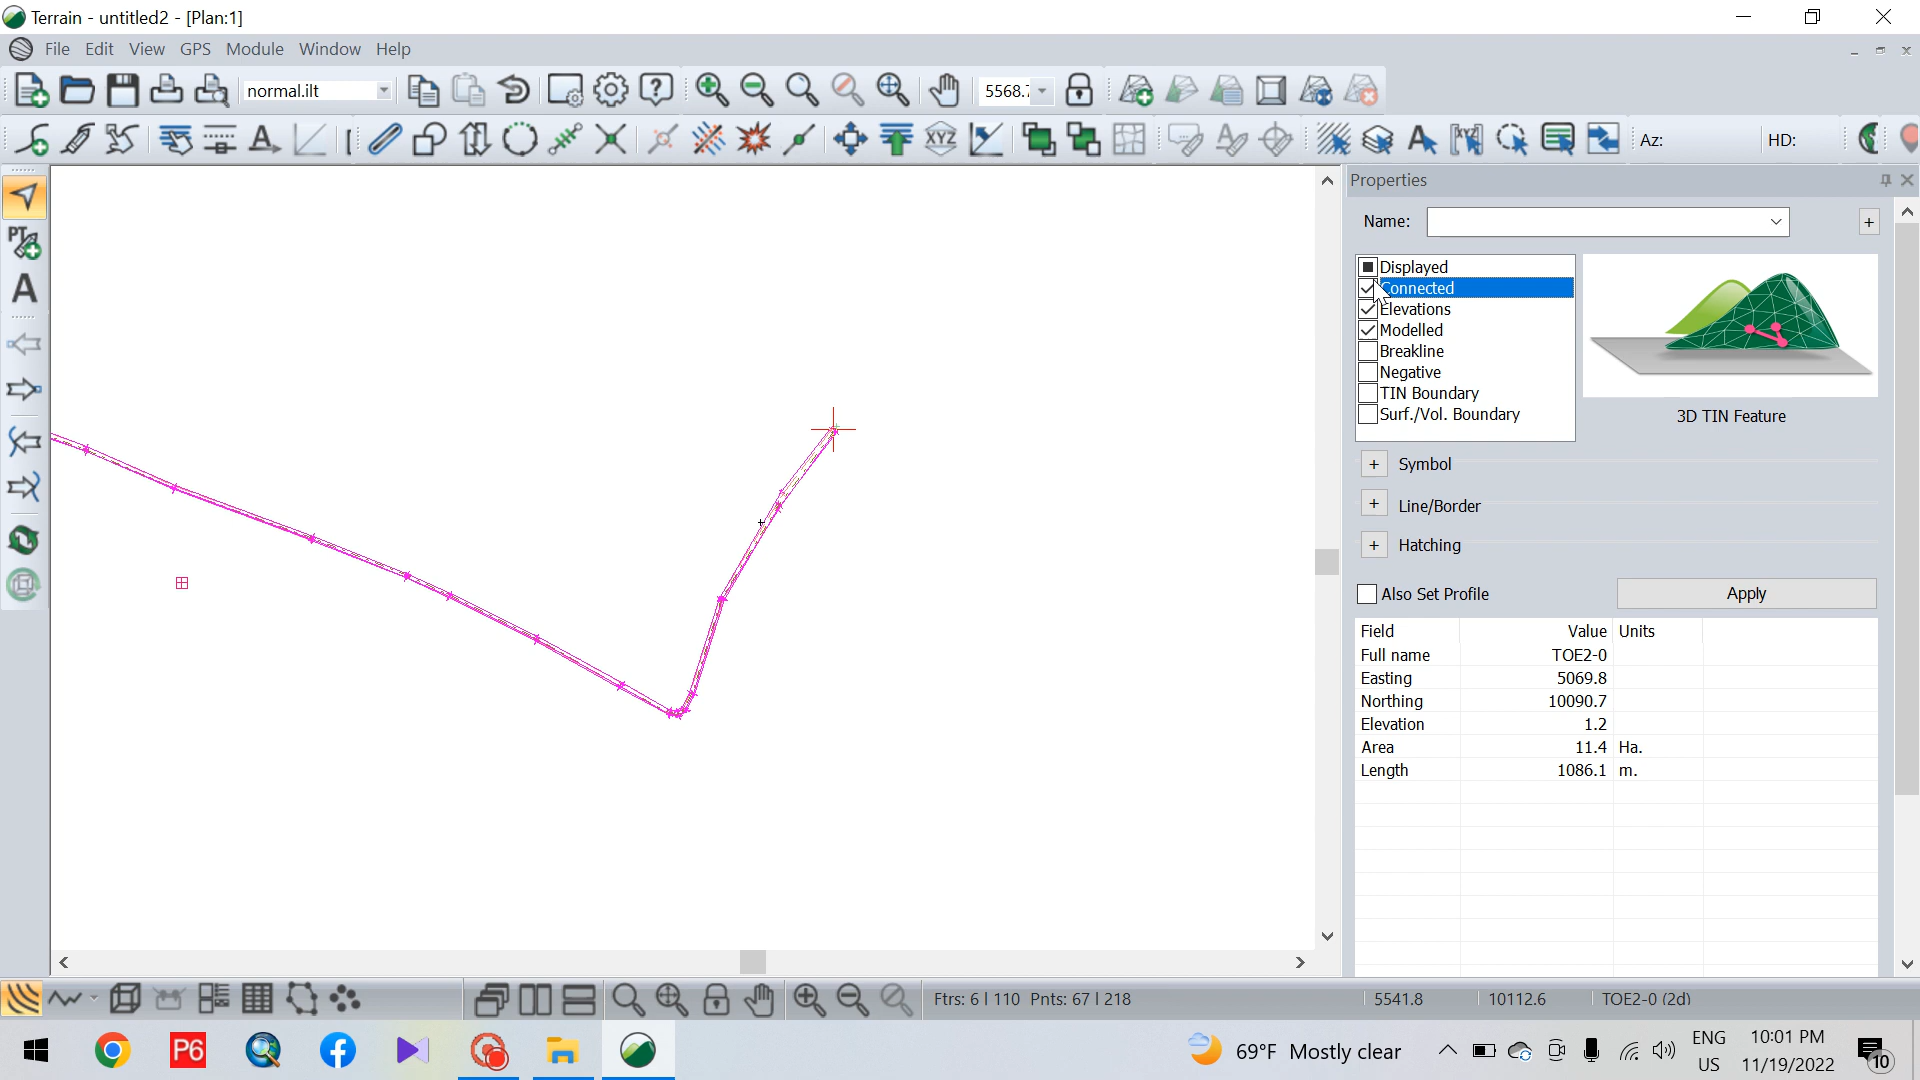 Terrain - untitled2 - [Plan:1]
File Edit View GPS Module Window Help
normal.ilt
5568.
XYZ
XYZ
Az:
HD:
PT
A
Properties
Name:
+
Displayed
Connected
Elevations
Modelled
Breakline
Negative
TIN Boundary
Surf./Vol. Boundary
3D TIN Feature
+ Symbol
+ Line/Border
+ Hatching
Also Set Profile
Apply
Field Value Units
Full name TOE2-0
Easting 5069.8
Northing 10090.7
Elevation 1.2
Area 11.4 Ha.
Length 1086.1 m.
Ftrs: 6 | 110 Pnts: 67 | 218
5541.8
10112.6
TOE2-0 (2d)
P6
69°F Mostly clear
ENG
US
10:01 PM
11/19/2022
10